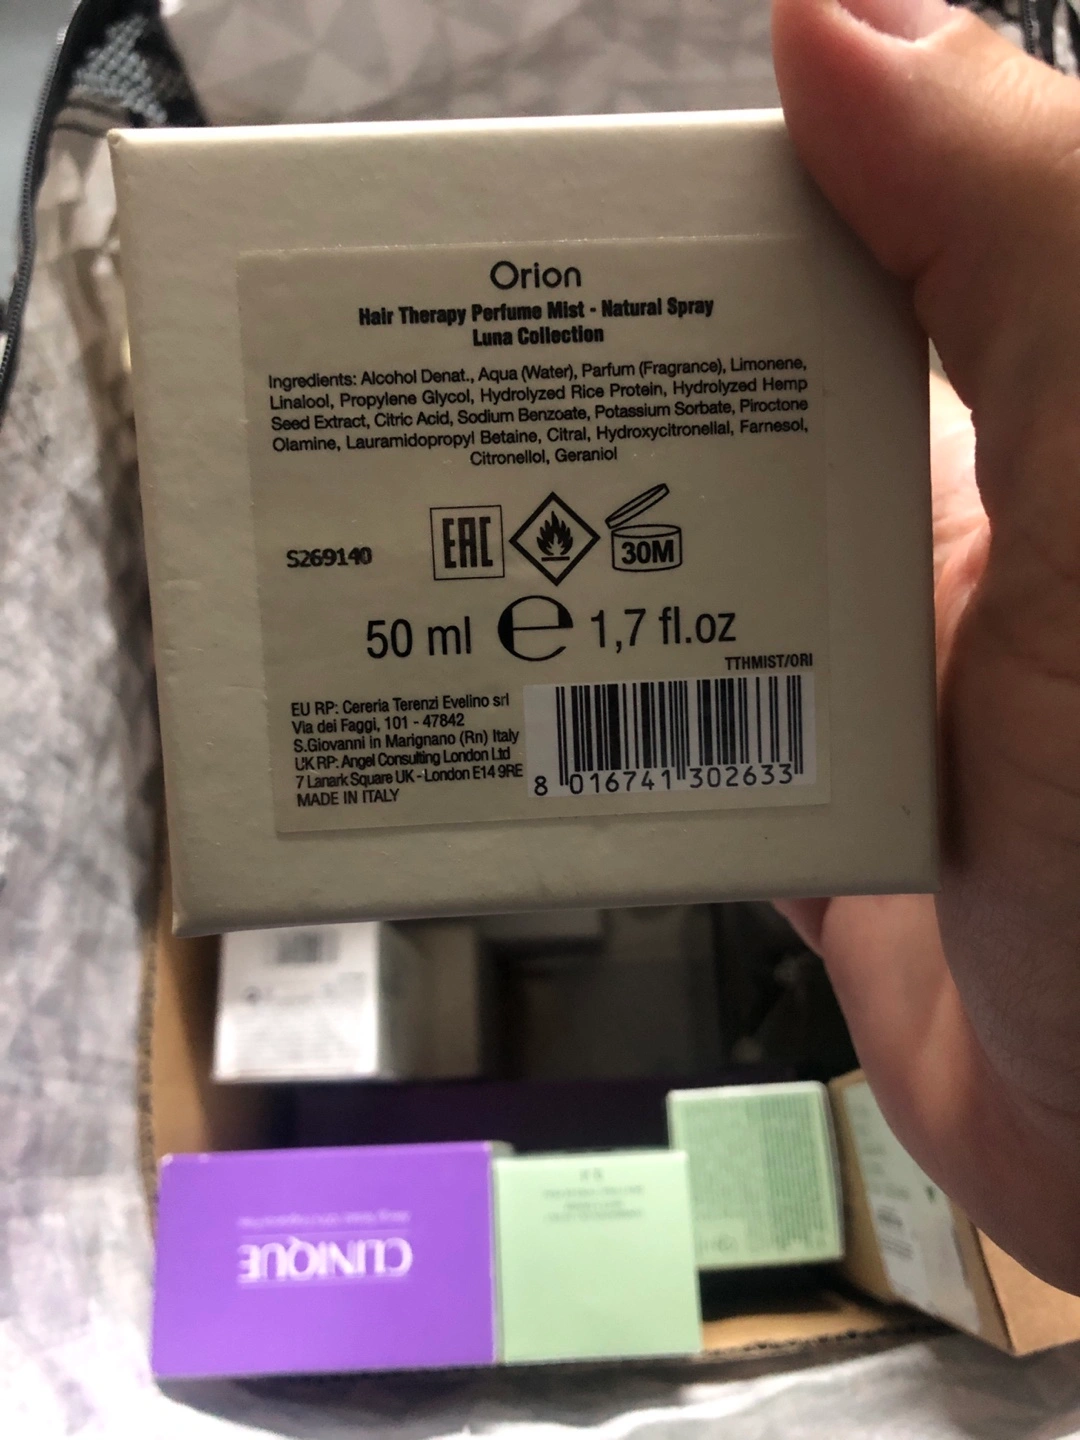 Orion
Hair Therapy Perfume Mist - Natural Spray
Luna Collection
Ingredients: Alcohol Denat., Aqua (Water), Parfum (Fragrance), Limonene,
Linalool, Propylene Glycol, Hydrolyzed Rice Protein, Hydrolyzed Hemp
Seed Extract, Citric Acid, Sodium Benzoate, Potassium Sorbate, Piroctone
Olamine, Lauramidopropyl Betaine, Citral, Hydroxycitronellal, Farnesol,
Citronellol, Geraniol
S269140
EAC
30M
50 ml e 1,7 fl.oz
TTHMIST/ORI
EU RP: Cereria Terenzi Evelino srl
Via dei Faggi, 101 - 47842
S.Giovanni in Marignano (Rn) Italy
UK RP: Angel Consulting London Ltd
7 Lanark Square UK - London E14 9RE
MADE IN ITALY
8 016741 302633
CLINIQUE